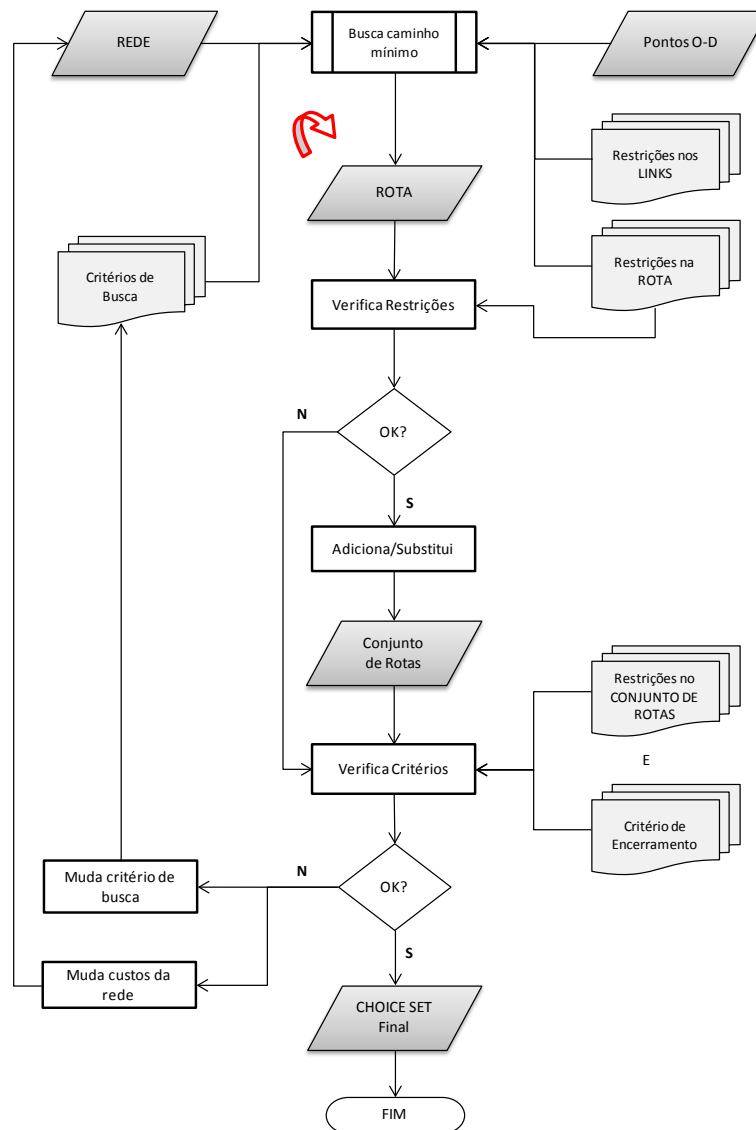 REDE
Busca caminho
mínimo
Pontos O-D
Restrições nos
LINKS
ROTA
Restrições na
ROTA
Critérios de
Busca
Verifica Restrições
N
OK?
S
Adiciona/Substitui
Conjunto
de Rotas
Restrições no
CONJUNTO DE
ROTAS
Verifica Critérios
E
Critério de
Encerramento
Muda critério de
busca
N
OK?
S
Muda custos da
rede
CHOICE SET
Final
FIM